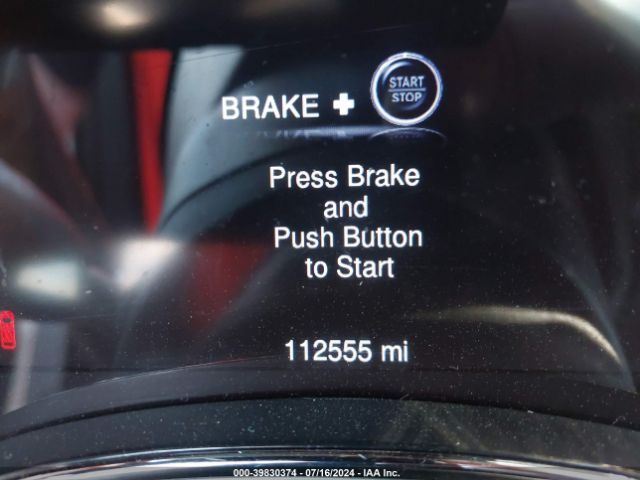 BRAKE + START
STOP
Press Brake
and
Push Button
to Start
112555 mi
000-39830374 - 07/16/2024 - IAA Inc.